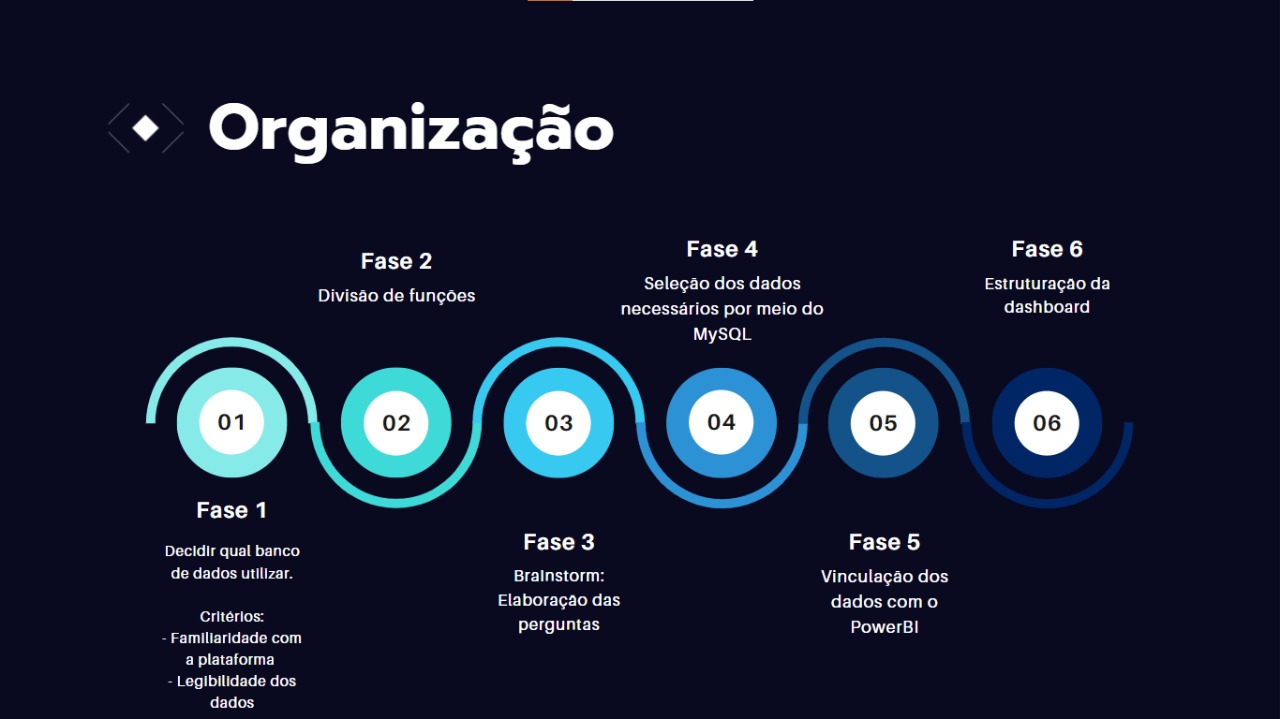 Organização
01
Fase 1
Decidir qual banco
de dados utilizar.
Critérios:
- Familiaridade com
a plataforma
- Legibilidade dos
dados
Fase 2
Divisão de funções
02
03
Fase 3
Brainstorm:
Elaboração das
perguntas
Fase 4
Seleção dos dados
necessários por meio do
MySQL
04
05
Fase 5
Vinculação dos
dados com o
PowerBI
Fase 6
Estruturação da
dashboard
06